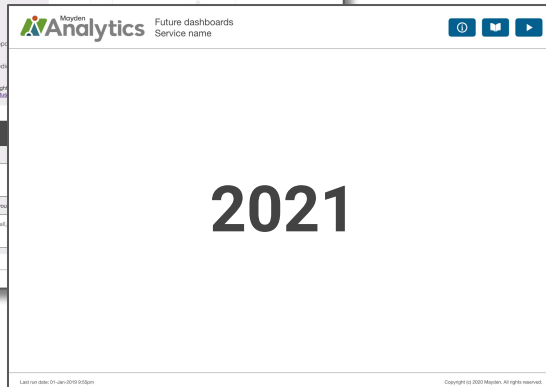 Mayden
Analytics
Future dashboards
Service name
2021
Last run date: 01-Jan-2019 9:55pm
Copyright (c) 2020 Mayden. All rights reserved.